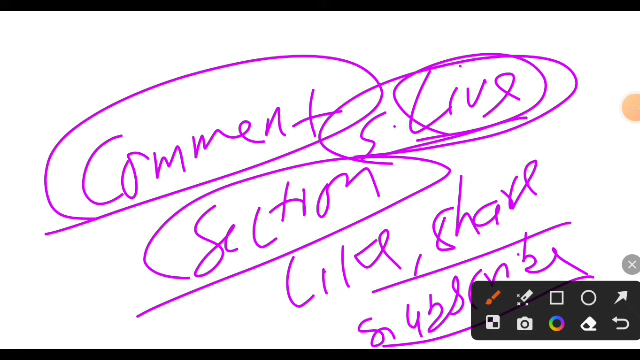 Comment
S. Live
Section
Like, share
subscribe